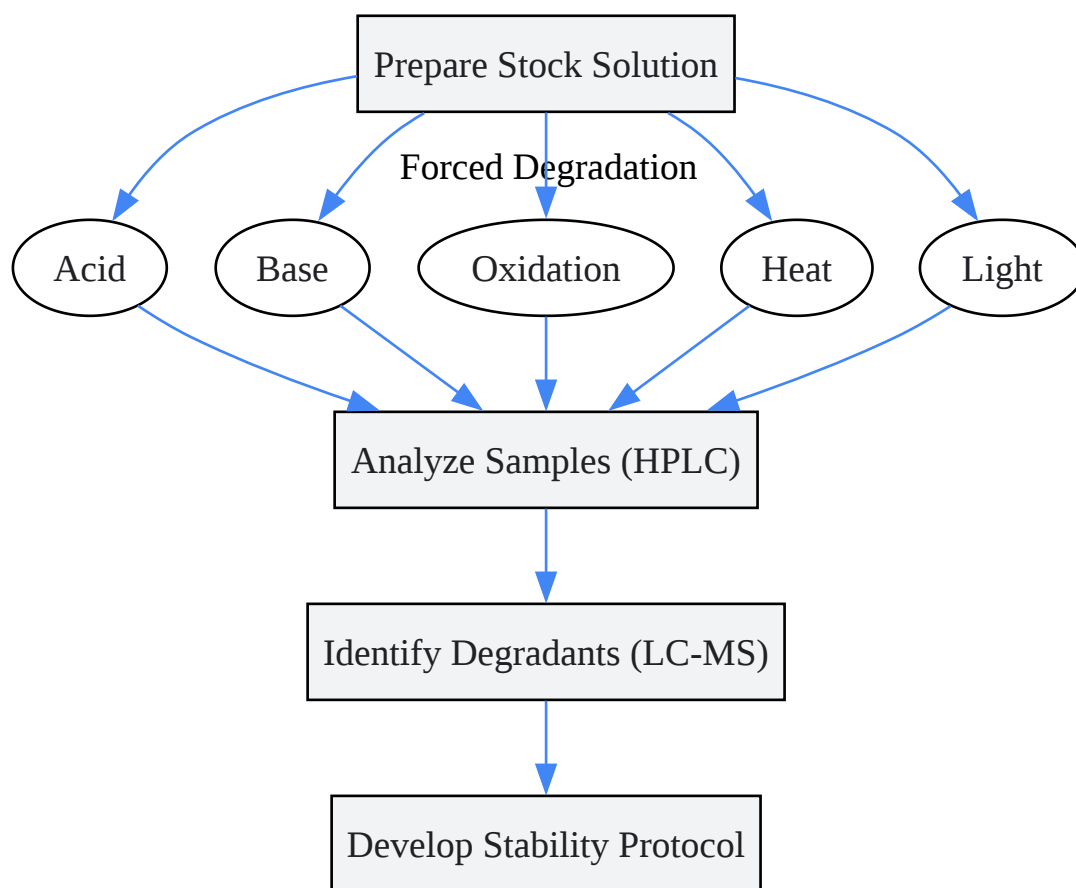 Prepare Stock Solution
Forced Degradation
Acid
Base
Oxidation
Heat
Light
Analyze Samples (HPLC)
Identify Degradants (LC-MS)
Develop Stability Protocol